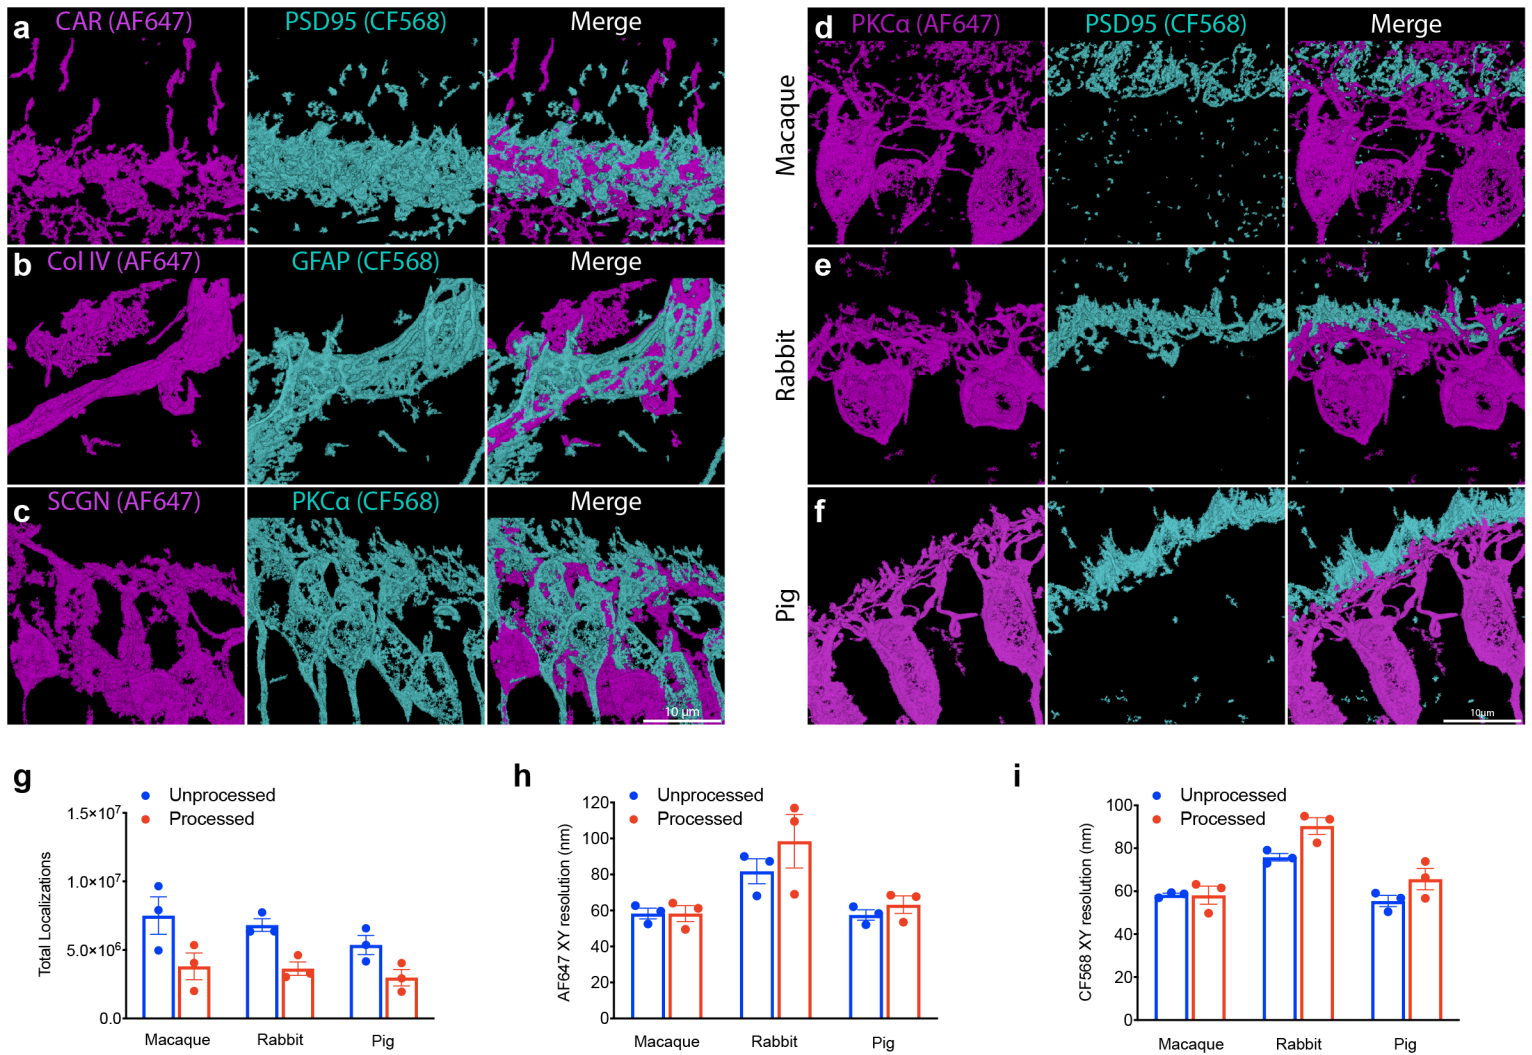 a CAR (AF647) PSD95 (CF568) Merge
b Col IV (AF647) GFAP (CF568) Merge
c SCGN (AF647) PKCα (CF568) Merge
10 µm
d PKCα (AF647) PSD95 (CF568) Merge
Macaque
e
Rabbit
f
Pig
10µm
g
Unprocessed
Processed
Total Localizations
1.5×10⁷
1.0×10⁷
5.0×10⁶
0.0
Macaque Rabbit Pig
h
Unprocessed
Processed
AF647 XY resolution (nm)
120
100
80
60
40
20
0
Macaque Rabbit Pig
i
Unprocessed
Processed
CF568 XY resolution (nm)
100
80
60
40
20
0
Macaque Rabbit Pig